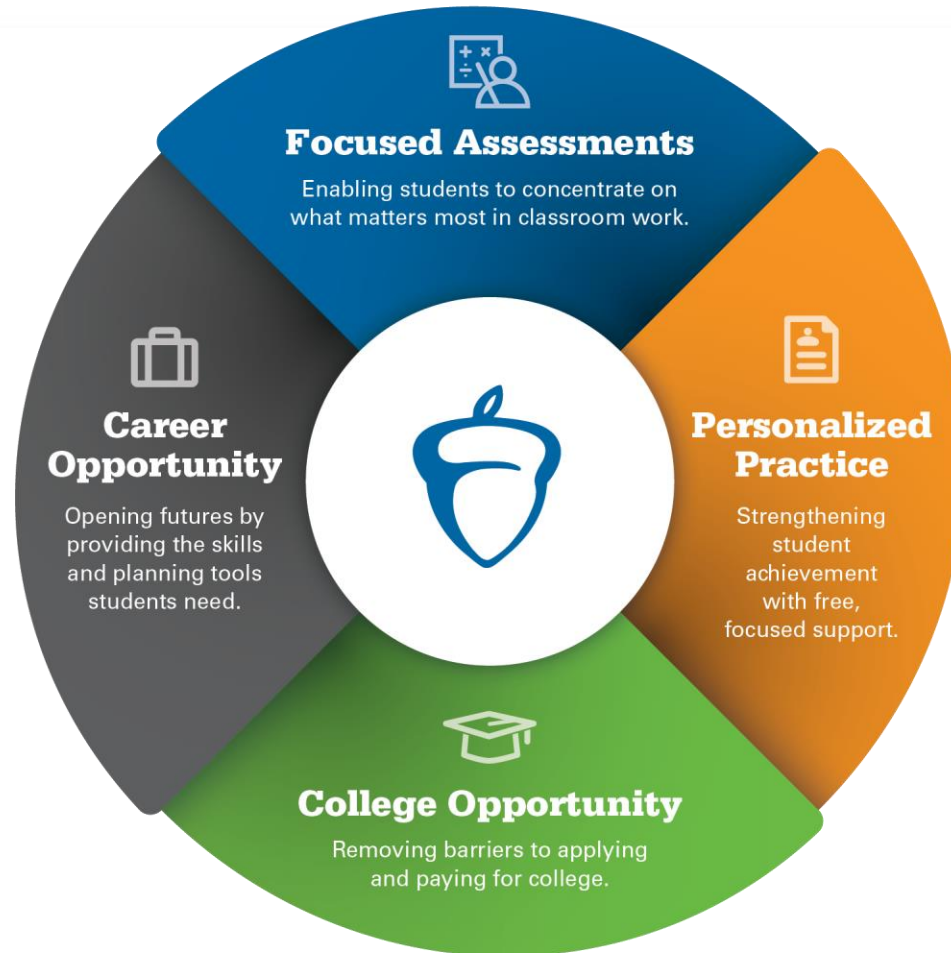 Focused Assessments
Enabling students to concentrate on
what matters most in classroom work.
Personalized
Practice
Strengthening
student
achievement
with free,
focused support.
College Opportunity
Removing barriers to applying
and paying for college.
Career
Opportunity
Opening futures by
providing the skills
and planning tools
students need.